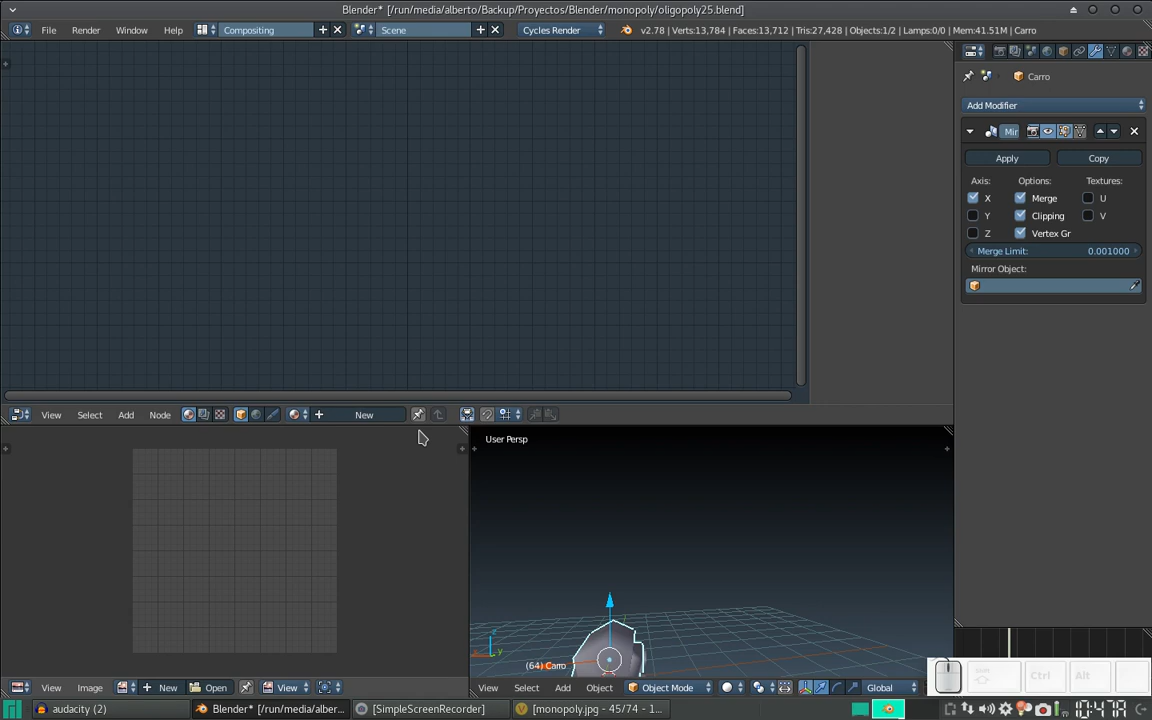 Blender* [/run/media/alberto/Backup/Proyectos/Blender/monopoly/oligopoly25.blend]
File Render Window Help Compositing Scene Cycles Render v2.78 | Verts:13,784 | Faces:13,712 | Tris:27,428 | Objects:1/2 | Lamps:0/0 | Mem:41.51M | Carro
Carro
Add Modifier
Mir
Apply Copy
Axis: Options: Textures:
X Merge U
Y Clipping V
Z Vertex Gr
Merge Limit: 0.001000
Mirror Object:
View Select Add Node New
User Persp
(64) Carro
View Image New Open View
View Select Add Object Object Mode Global
Ctrl Alt
audacity (2) Blender* [/run/media/alber... [SimpleScreenRecorder] [monopoly.jpg - 45/74 - 1...